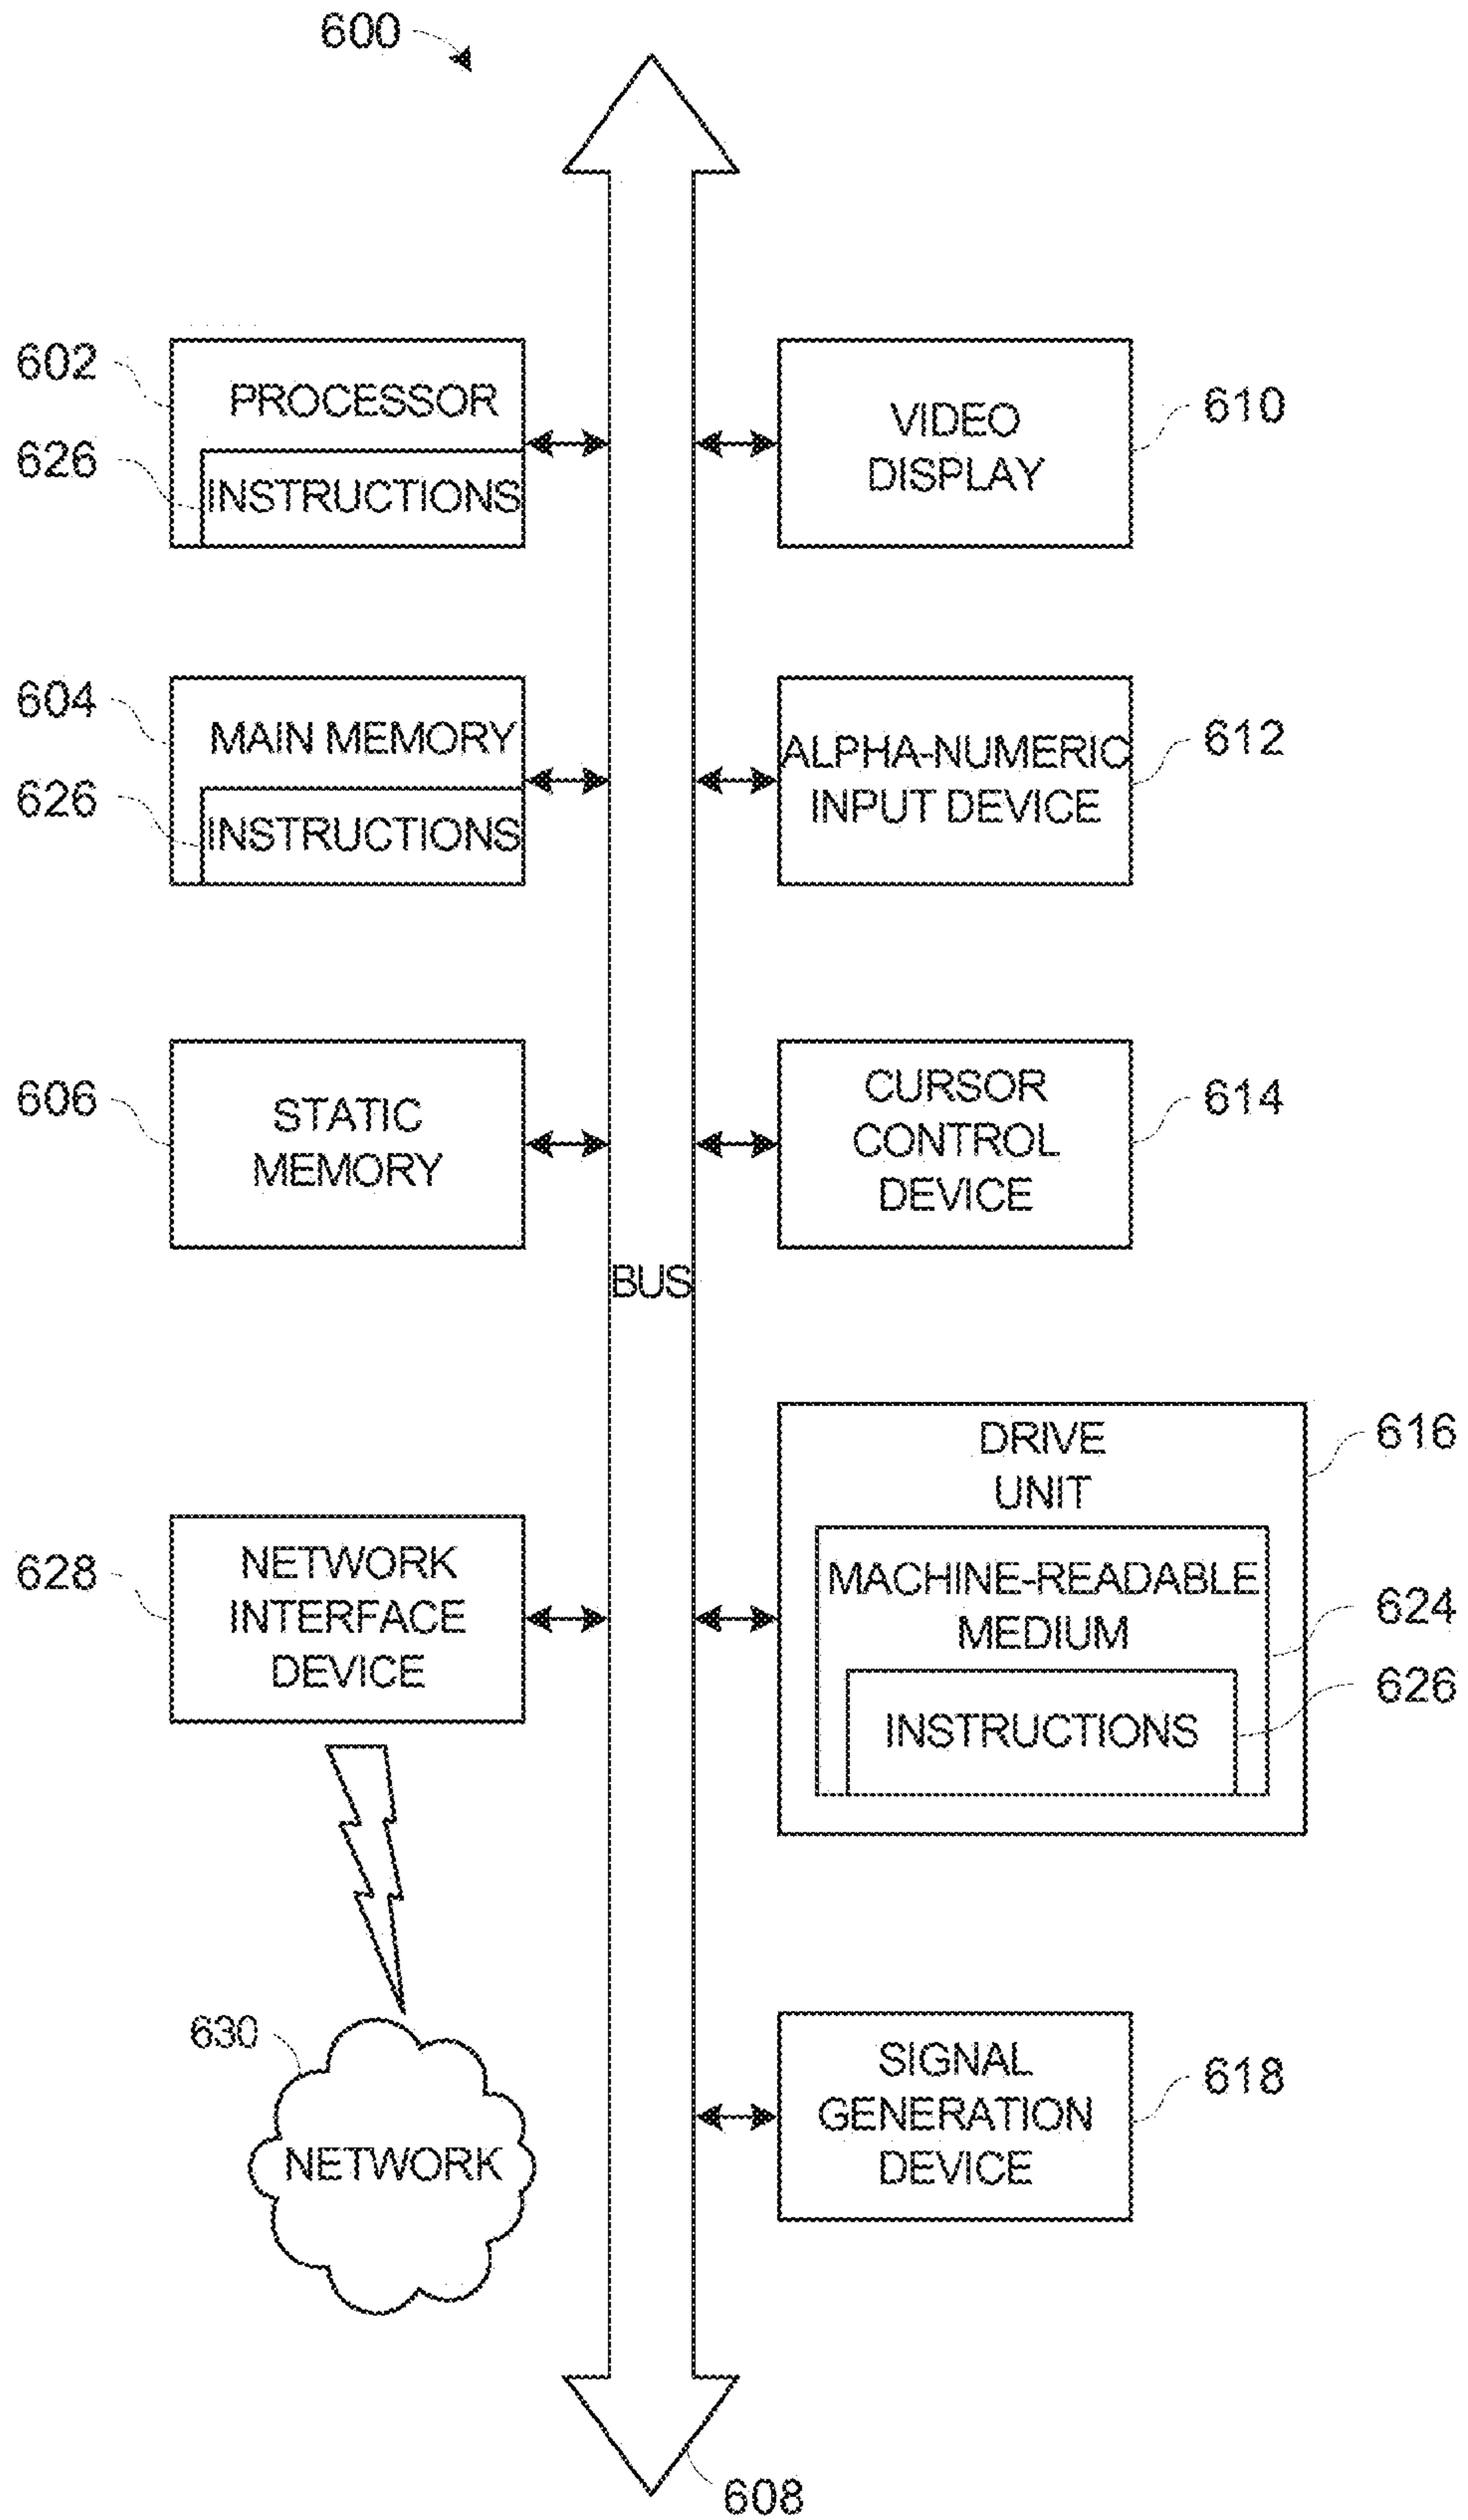 600
602
PROCESSOR
626
INSTRUCTIONS
VIDEO
DISPLAY
610
604
MAIN MEMORY
626
INSTRUCTIONS
ALPHA-NUMERIC
INPUT DEVICE
612
606
STATIC
MEMORY
CURSOR
CONTROL
DEVICE
614
BUS
628
NETWORK
INTERFACE
DEVICE
DRIVE
UNIT
616
MACHINE-READABLE
MEDIUM
624
INSTRUCTIONS
626
630
NETWORK
SIGNAL
GENERATION
DEVICE
618
608